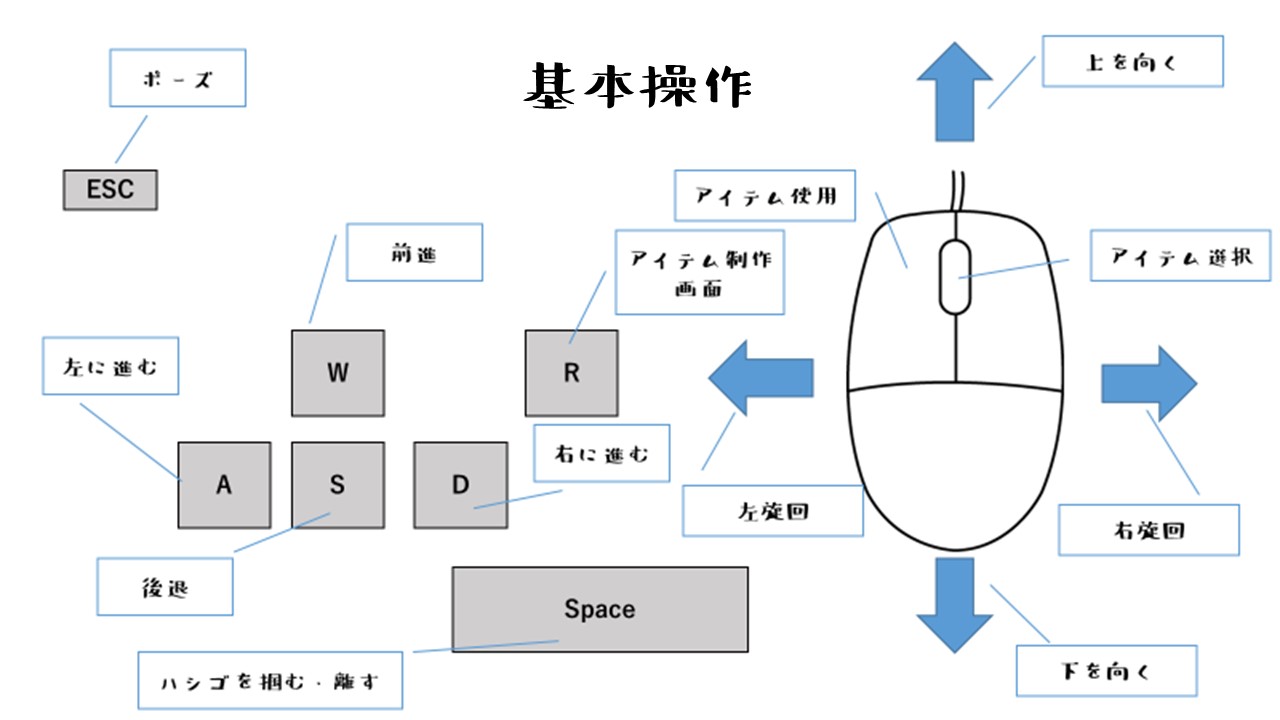 基本操作
ポーズ
ESC
上を向く
アイテム使用
前進
アイテム制作
画面
アイテム選択
左に進む
W
R
A
S
D
右に進む
左旋回
右旋回
後退
Space
ハシゴを掴む・離す
下を向く